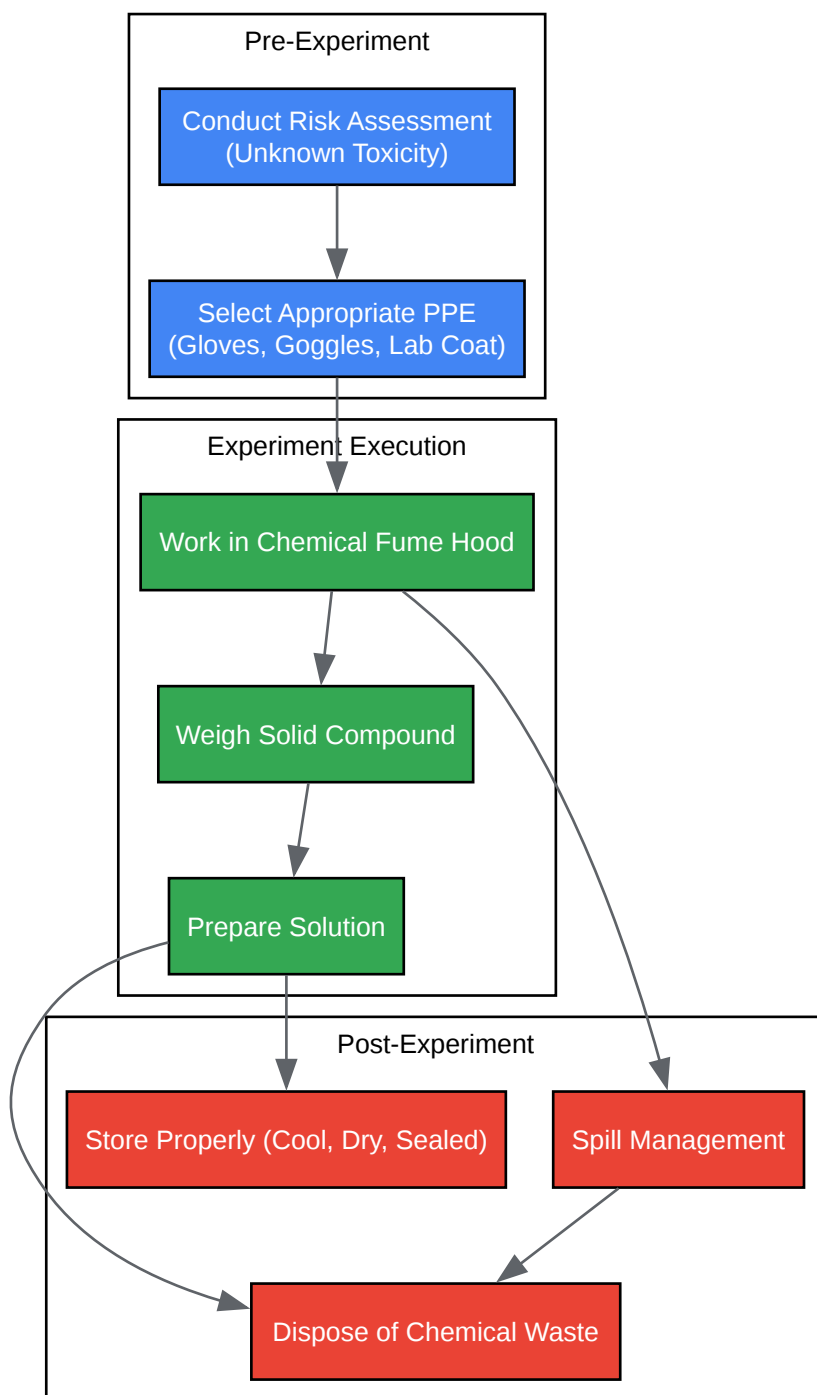 Pre-Experiment
Conduct Risk Assessment
(Unknown Toxicity)
Select Appropriate PPE
(Gloves, Goggles, Lab Coat)
Experiment Execution
Work in Chemical Fume Hood
Weigh Solid Compound
Prepare Solution
Post-Experiment
Store Properly (Cool, Dry, Sealed)
Spill Management
Dispose of Chemical Waste